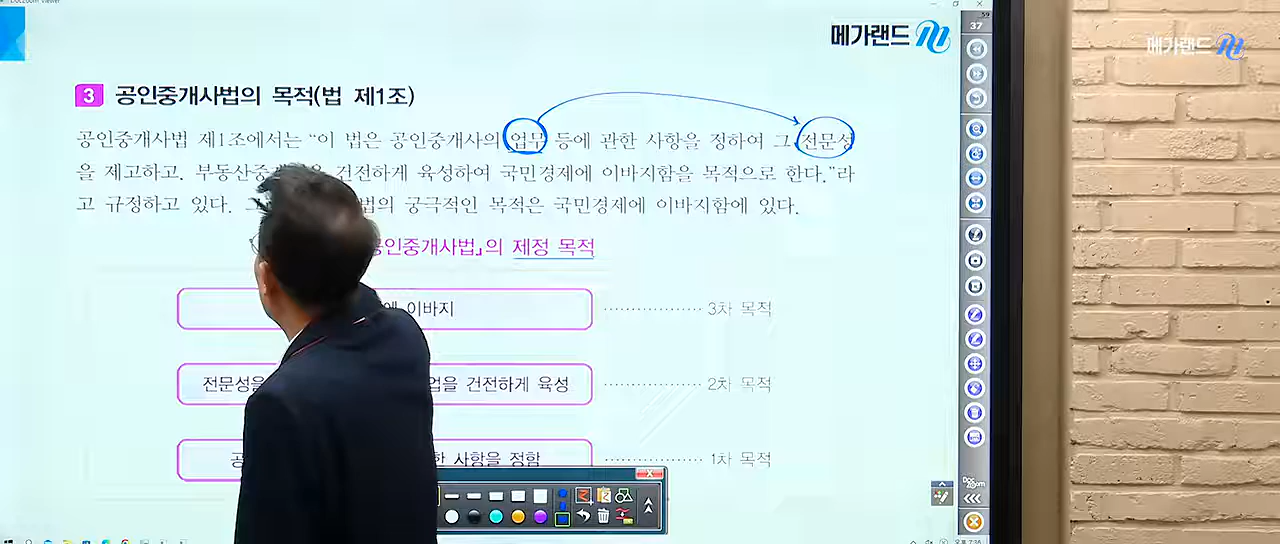 DocZoom_Viewer
메가랜드
59
37
메가랜드
3 공인중개사법의 목적(법 제1조)
공인중개사법 제1조에서는 “이 법은 공인중개사의 업무 등에 관한 사항을 정하여 그 전문성
을 제고하고, 부동산중 건전하게 육성하여 국민경제에 이바지함을 목적으로 한다.”라
고 규정하고 있다. 법의 궁극적인 목적은 국민경제에 이바지함에 있다.
공인중개사법」의 제정 목적
에 이바지 3차 목적
전문성을 업을 건전하게 육성 2차 목적
공 한 사항을 정함 1차 목적
DocZoom
오후 7:36